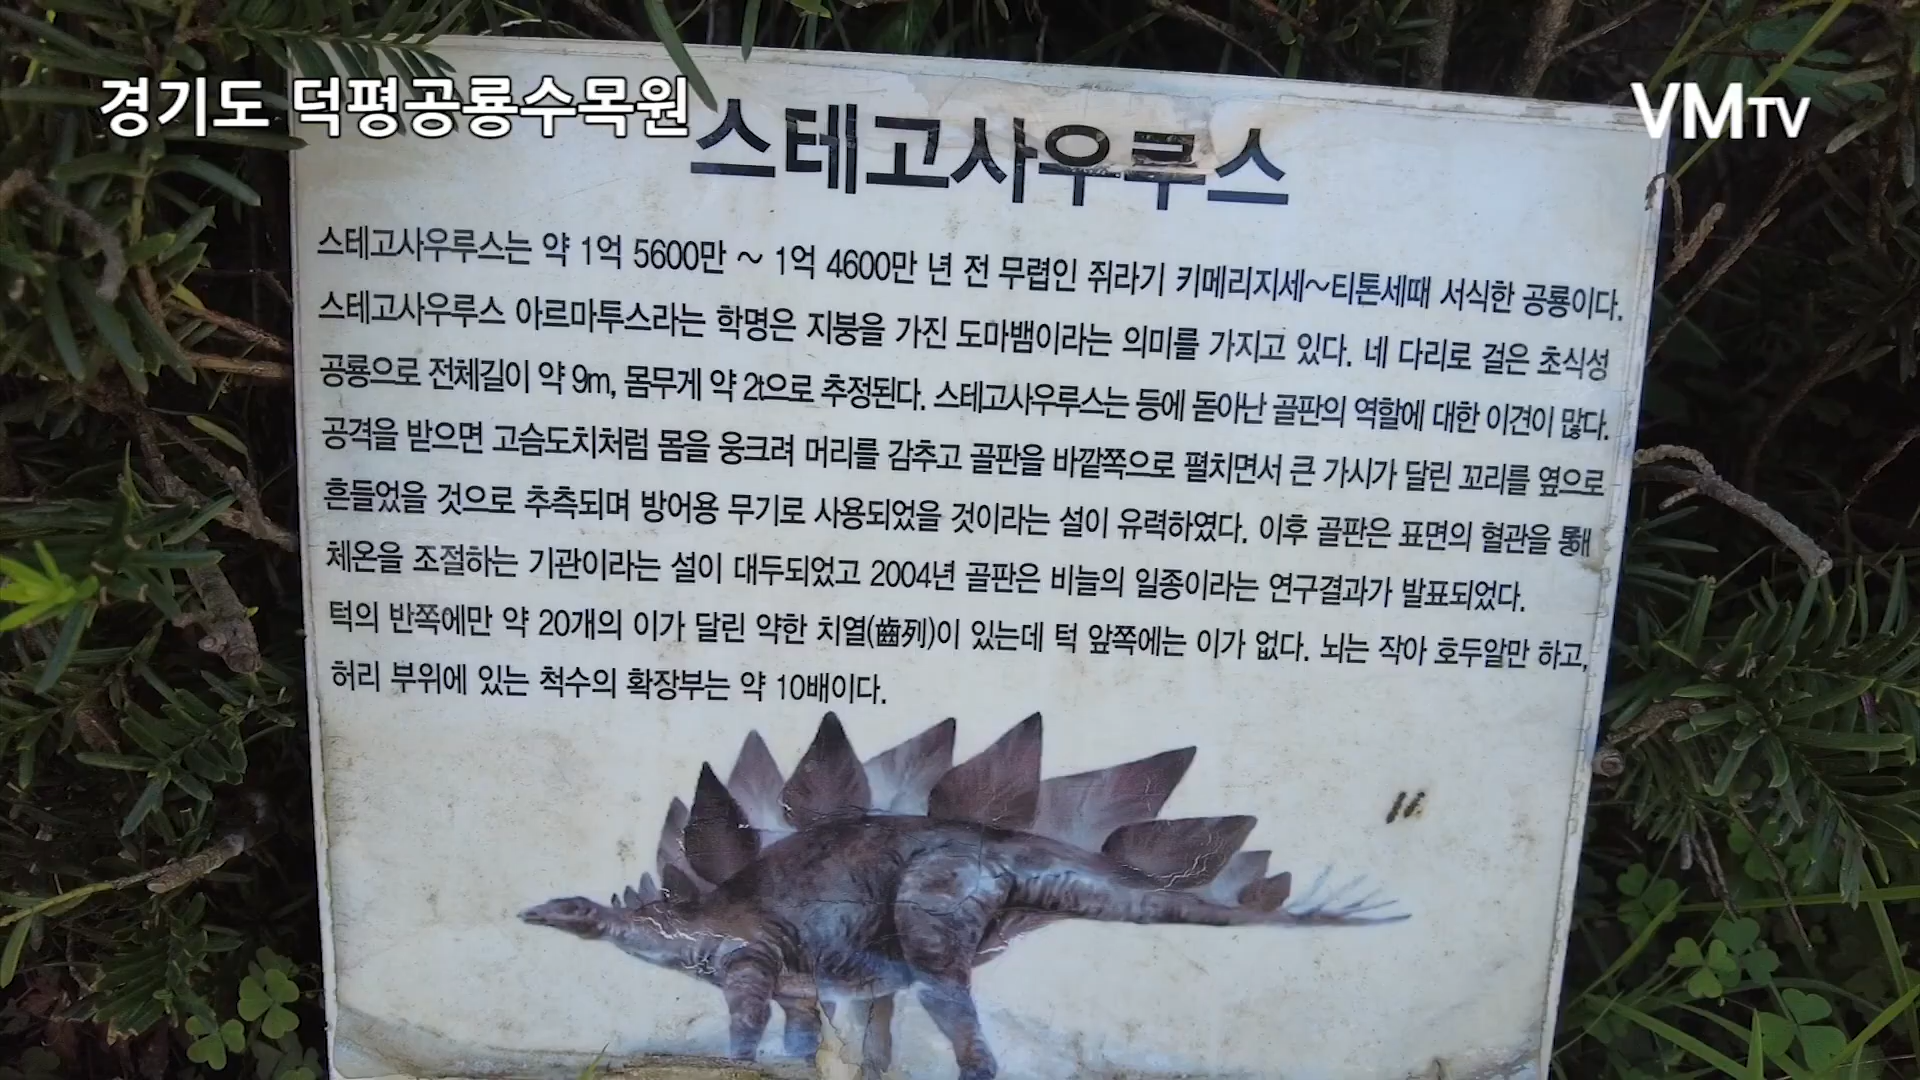 경기도 덕평공룡수목원
VMTV
스테고사우루스
스테고사우루스는 약 1억 5600만 ~ 1억 4600만 년 전 무렵인 쥐라기 키메리지세~티톤세때 서식한 공룡이다.
스테고사우루스 아르마투스라는 학명은 지붕을 가진 도마뱀이라는 의미를 가지고 있다. 네 다리로 걸은 초식성
공룡으로 전체길이 약 9m, 몸무게 약 2t으로 추정된다. 스테고사우루스는 등에 돋아난 골판의 역할에 대한 이견이 많다.
공격을 받으면 고슴도치처럼 몸을 웅크려 머리를 감추고 골판을 바깥쪽으로 펼치면서 큰 가시가 달린 꼬리를 옆으로
흔들었을 것으로 추측되며 방어용 무기로 사용되었을 것이라는 설이 유력하였다. 이후 골판은 표면의 혈관을 통해
체온을 조절하는 기관이라는 설이 대두되었고 2004년 골판은 비늘의 일종이라는 연구결과가 발표되었다.
턱의 반쪽에만 약 20개의 이가 달린 약한 치열(齒列)이 있는데 턱 앞쪽에는 이가 없다. 뇌는 작아 호두알만 하고,
허리 부위에 있는 척수의 확장부는 약 10배이다.